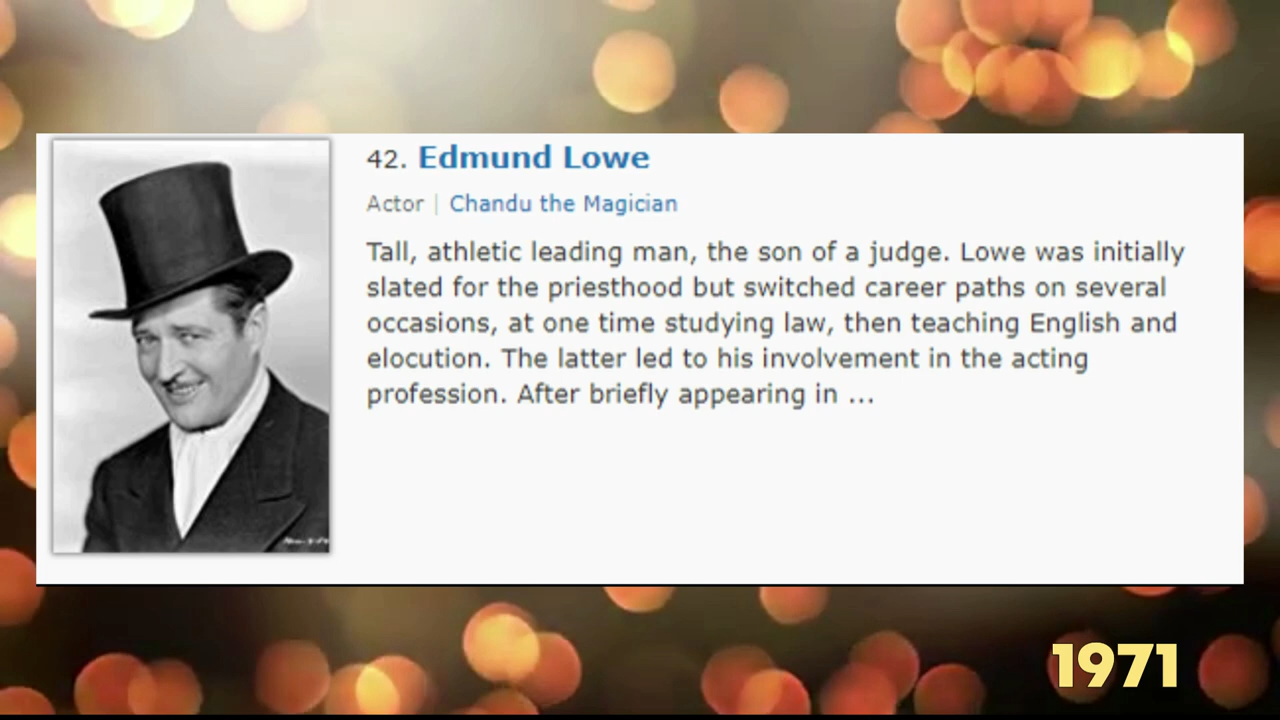 42. Edmund Lowe
Actor | Chandu the Magician
Tall, athletic leading man, the son of a judge. Lowe was initially
slated for the priesthood but switched career paths on several
occasions, at one time studying law, then teaching English and
elocution. The latter led to his involvement in the acting
profession. After briefly appearing in ...
1971